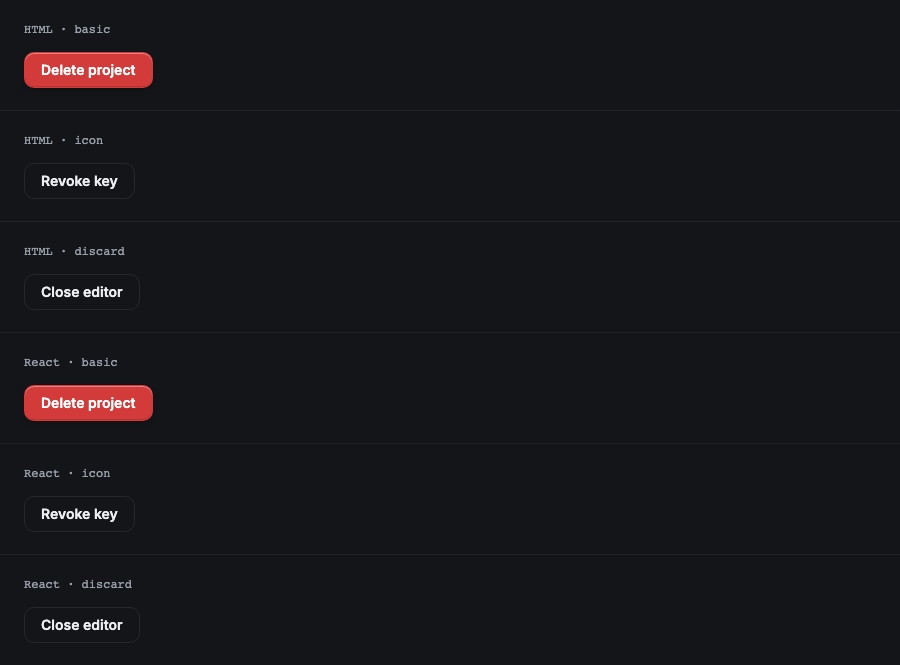 HTML · basic
Delete project
HTML · icon
Revoke key
HTML · discard
Close editor
React · basic
Delete project
React · icon
Revoke key
React · discard
Close editor